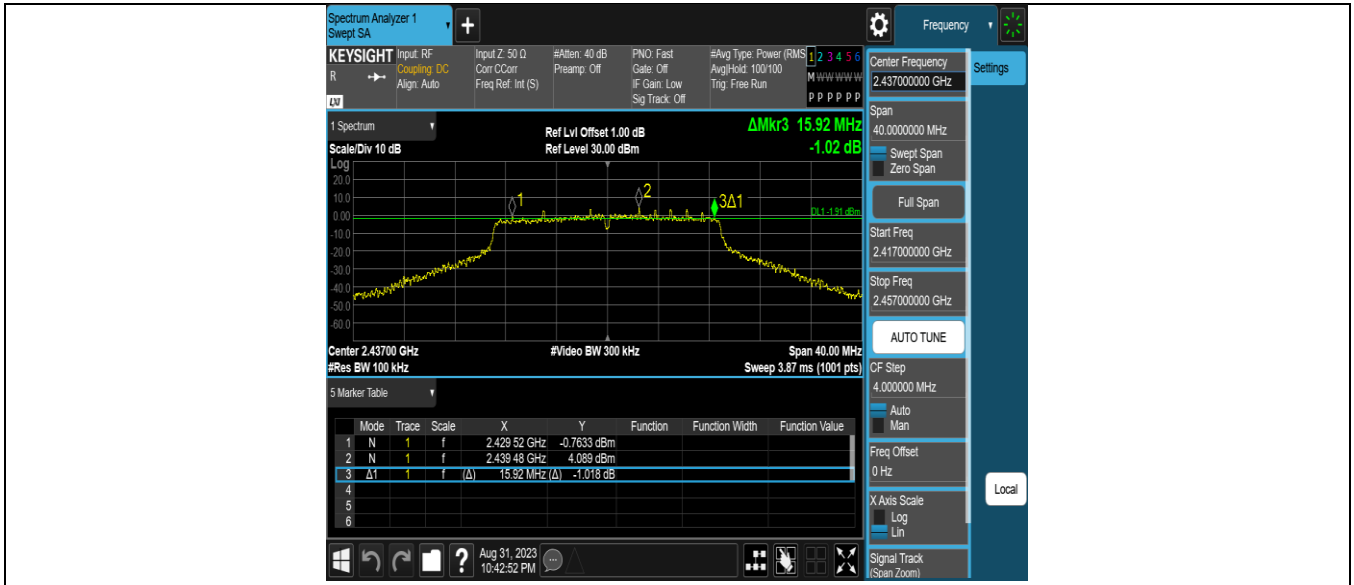 Spectrum Analyzer 1
Swept SA
+
Frequency
KEYSIGHT
R
LXI
Input: RF
Coupling: DC
Align: Auto
Input Z: 50 Ω
Corr CCorr
Freq Ref: Int (S)
#Atten: 40 dB
Preamp: Off
PNO: Fast
Gate: Off
IF Gain: Low
Sig Track: Off
#Avg Type: Power (RMS
Avg|Hold: 100/100
Trig: Free Run
1 2 3 4 5 6
M W W W W W
P P P P P P
1 Spectrum
Scale/Div 10 dB
Ref Lvl Offset 1.00 dB
Ref Level 30.00 dBm
ΔMkr3 15.92 MHz
-1.02 dB
Log
20.0
10.0
0.00
-10.0
-20.0
-30.0
-40.0
-50.0
-60.0
1
2
3Δ1
DL1 -1.91 dBm
Center 2.43700 GHz
#Video BW 300 kHz
Span 40.00 MHz
#Res BW 100 kHz
Sweep 3.87 ms (1001 pts)
5 Marker Table
Mode Trace Scale X Y Function Function Width Function Value
1 N 1 f 2.429 52 GHz -0.7633 dBm
2 N 1 f 2.439 48 GHz 4.089 dBm
3 Δ1 1 f (Δ) 15.92 MHz (Δ) -1.018 dB
4
5
6
?
Aug 31, 2023
10:42:52 PM
Center Frequency
2.437000000 GHz
Settings
Span
40.0000000 MHz
Swept Span
Zero Span
Full Span
Start Freq
2.417000000 GHz
Stop Freq
2.457000000 GHz
AUTO TUNE
CF Step
4.000000 MHz
Auto
Man
Freq Offset
0 Hz
X Axis Scale
Log
Lin
Local
Signal Track
(Span Zoom)